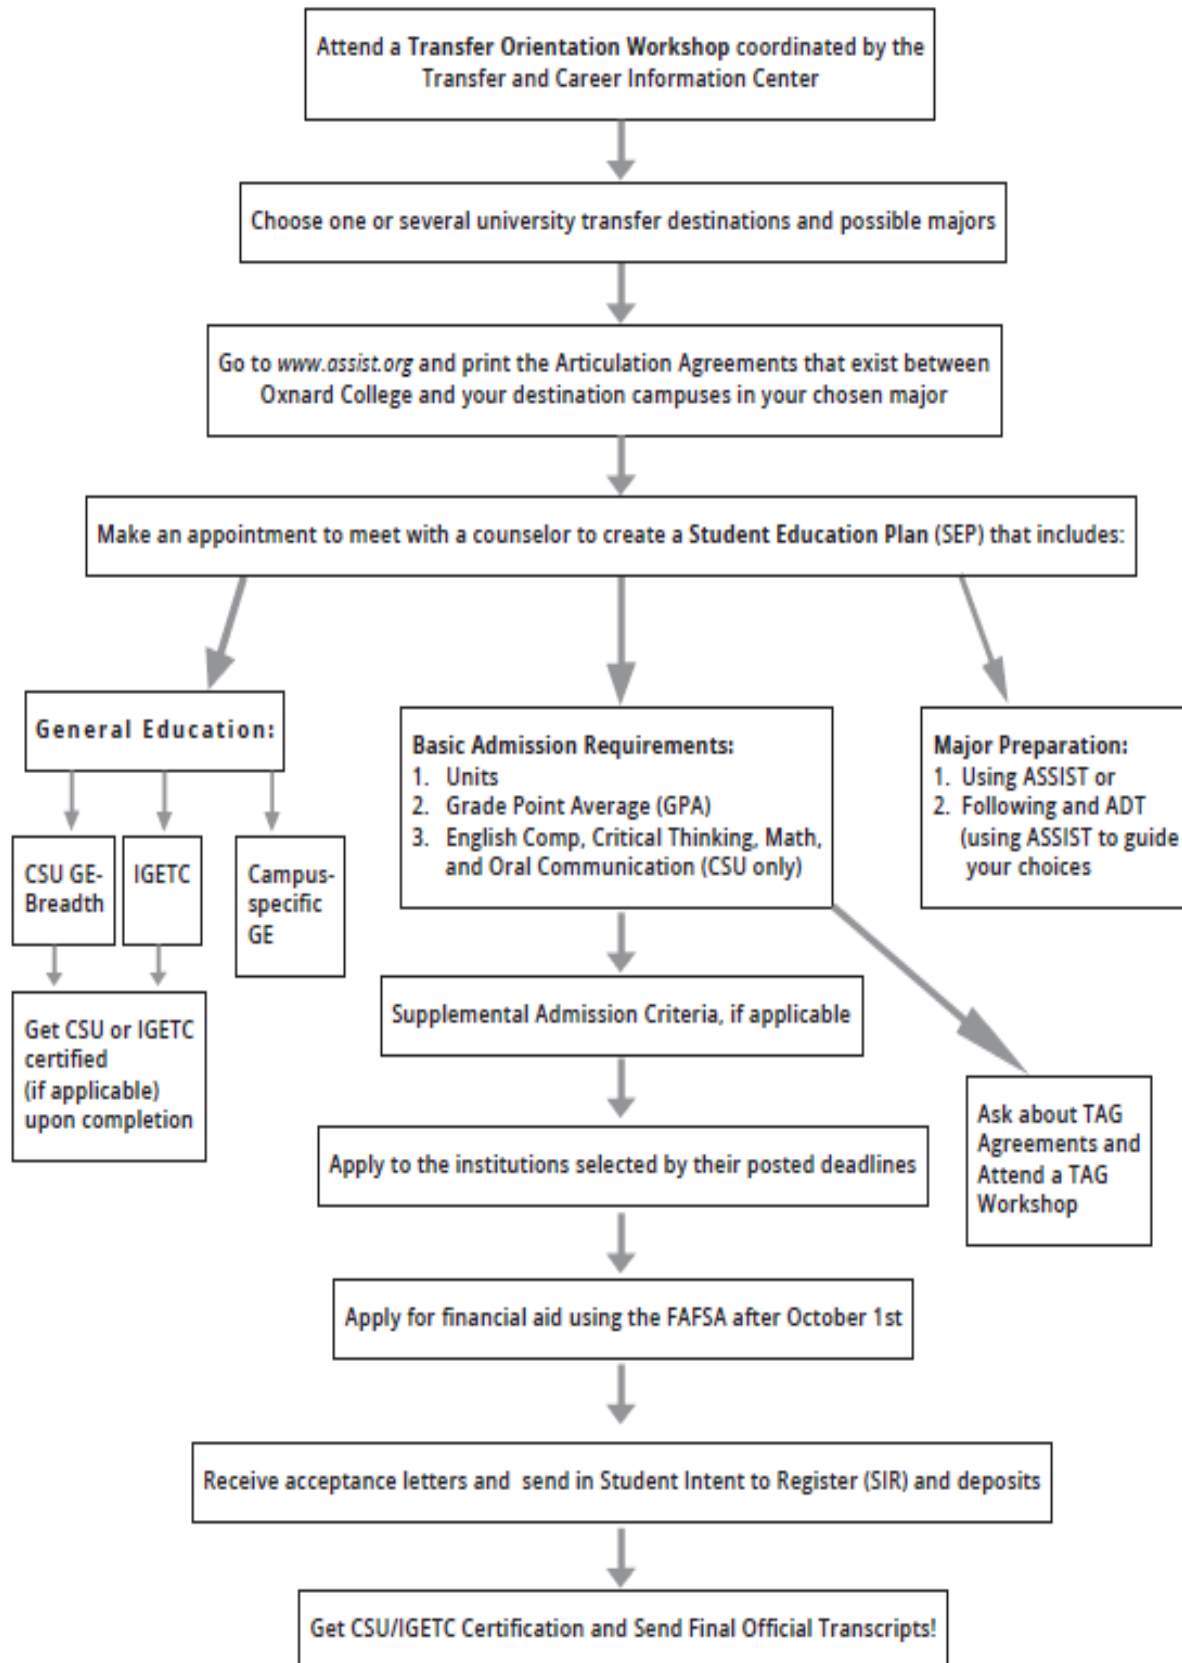 Attend a Transfer Orientation Workshop coordinated by the
Transfer and Career Information Center
Choose one or several university transfer destinations and possible majors
Go to www.assist.org and print the Articulation Agreements that exist between
Oxnard College and your destination campuses in your chosen major
Make an appointment to meet with a counselor to create a Student Education Plan (SEP) that includes:
General Education:
CSU GE-
Breadth
IGETC
Campus-
specific
GE
Get CSU or IGETC
certified
(if applicable)
upon completion
Basic Admission Requirements:
1. Units
2. Grade Point Average (GPA)
3. English Comp, Critical Thinking, Math,
and Oral Communication (CSU only)
Major Preparation:
1. Using ASSIST or
2. Following and ADT
(using ASSIST to guide
your choices
Supplemental Admission Criteria, if applicable
Ask about TAG
Agreements and
Attend a TAG
Workshop
Apply to the institutions selected by their posted deadlines
Apply for financial aid using the FAFSA after October 1st
Receive acceptance letters and send in Student Intent to Register (SIR) and deposits
Get CSU/IGETC Certification and Send Final Official Transcripts!